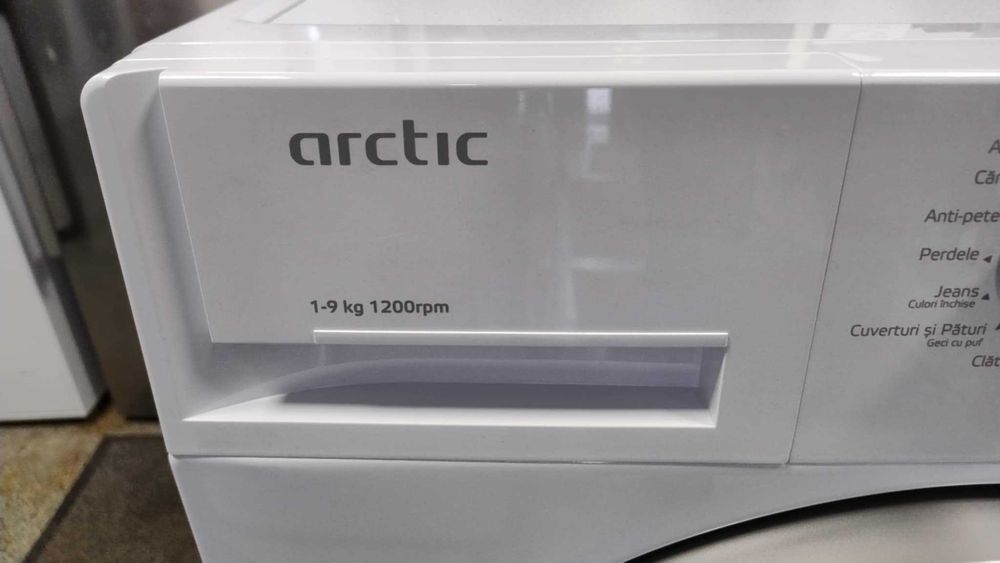 arctic
1-9 kg 1200rpm
Anti-pete
Perdele
Jeans
Culori închise
Cuverturi și Pături
Geci cu puf